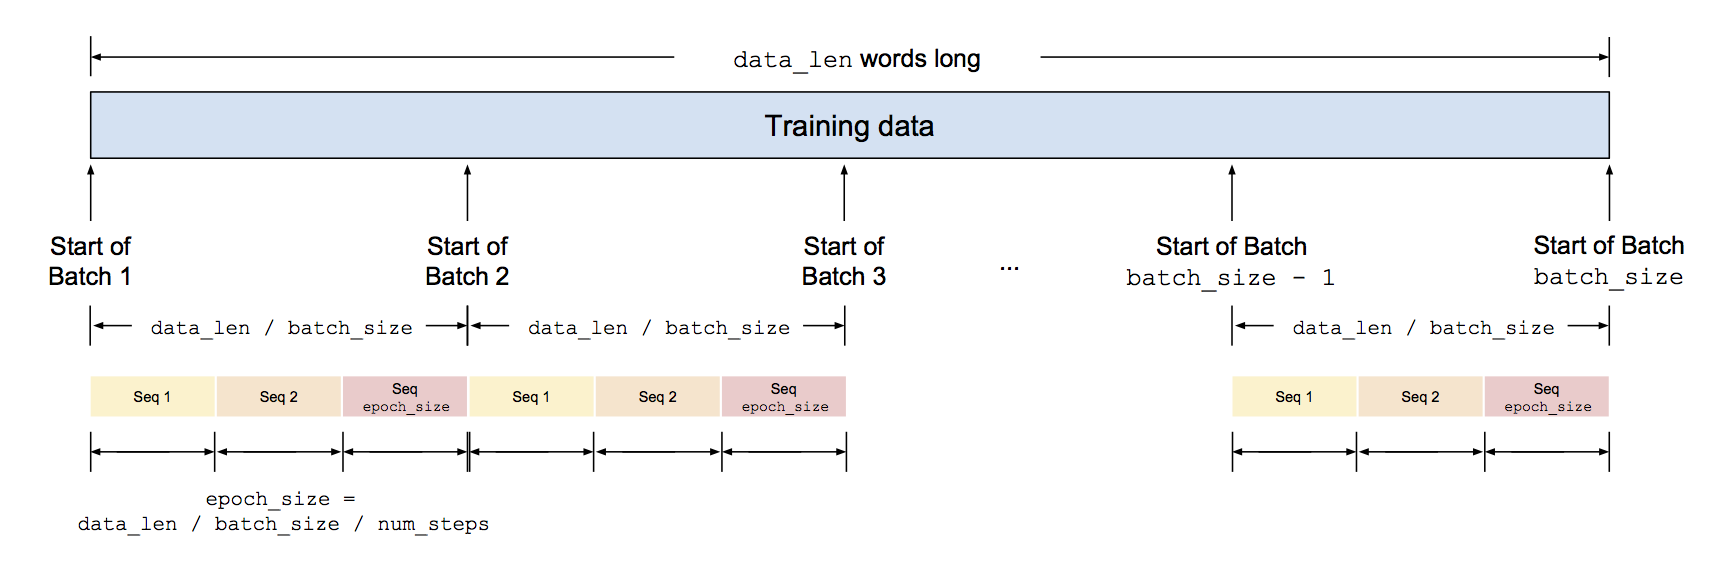 data_len words long
Training data
Start of
Batch 1
Start of
Batch 2
Start of
Batch 3
...
Start of Batch
batch_size - 1
Start of Batch
batch_size
data_len / batch_size
data_len / batch_size
data_len / batch_size
Seq 1
Seq 2
Seq
epoch_size
Seq 1
Seq 2
Seq
epoch_size
Seq 1
Seq 2
Seq
epoch_size
epoch_size =
data_len / batch_size / num_steps